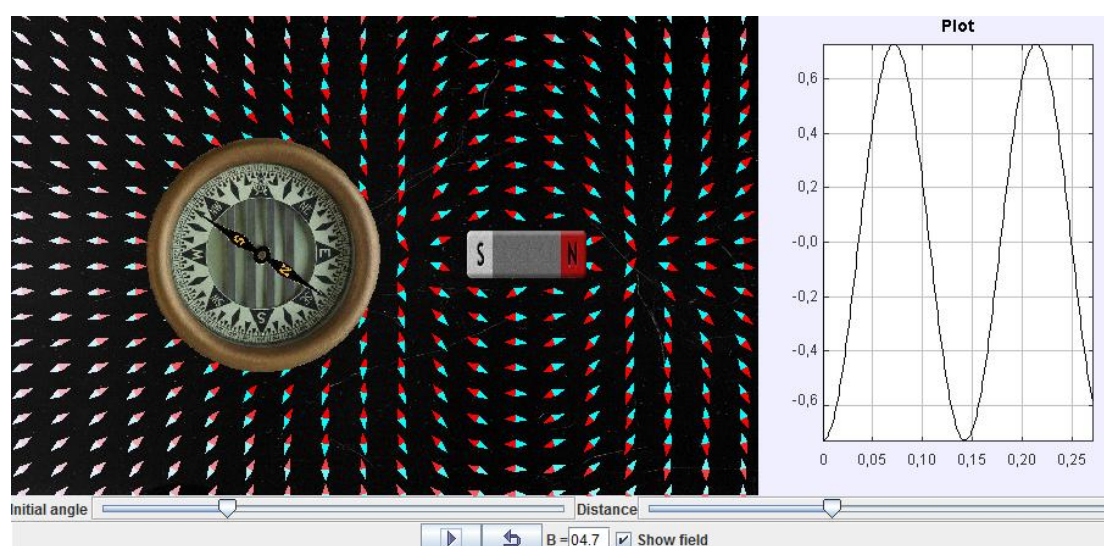 Plot
0,6
0,4
0,2
-0,0
-0,2
-0,4
-0,6
0 0,05 0,10 0,15 0,20 0,25
S N
E
S
W
S
N
Initial angle Distance
B = 04.7 Show field